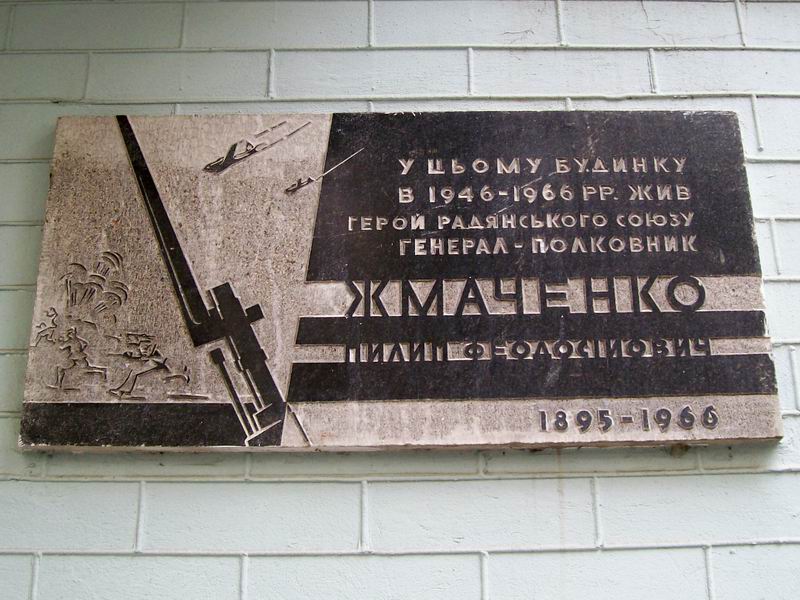 У ЦЬОМУ БУДИНКУ
В 1946-1966 РР. ЖИВ
ГЕРОЙ РАДЯНСЬКОГО СОЮЗУ
ГЕНЕРАЛ-ПОЛКОВНИК
ЖМАЧЕНКО
ПИЛИП ФЕОДОСІЙОВИЧ
1895-1966